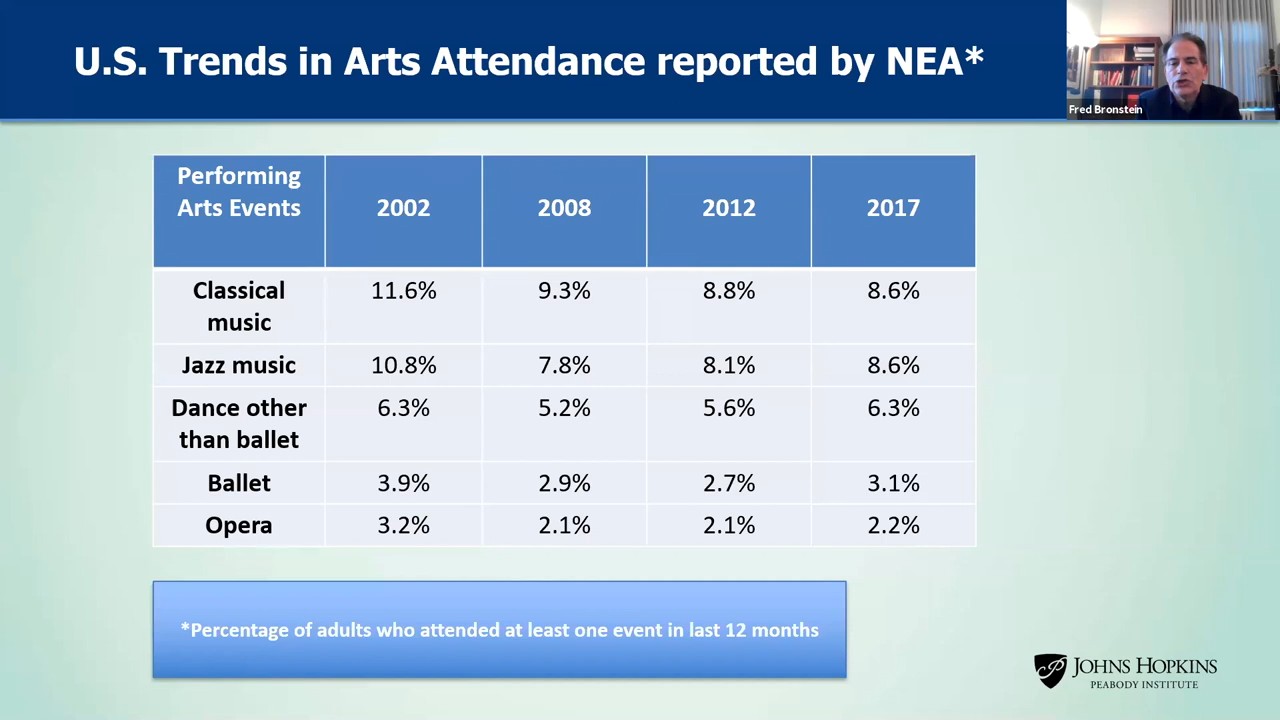 U.S. Trends in Arts Attendance reported by NEA*
Fred Bronstein
Performing
Arts Events
2002
2008
2012
2017
Classical
music
11.6%
9.3%
8.8%
8.6%
Jazz music
10.8%
7.8%
8.1%
8.6%
Dance other
than ballet
6.3%
5.2%
5.6%
6.3%
Ballet
3.9%
2.9%
2.7%
3.1%
Opera
3.2%
2.1%
2.1%
2.2%
*Percentage of adults who attended at least one event in last 12 months
JOHNS HOPKINS
PEABODY INSTITUTE